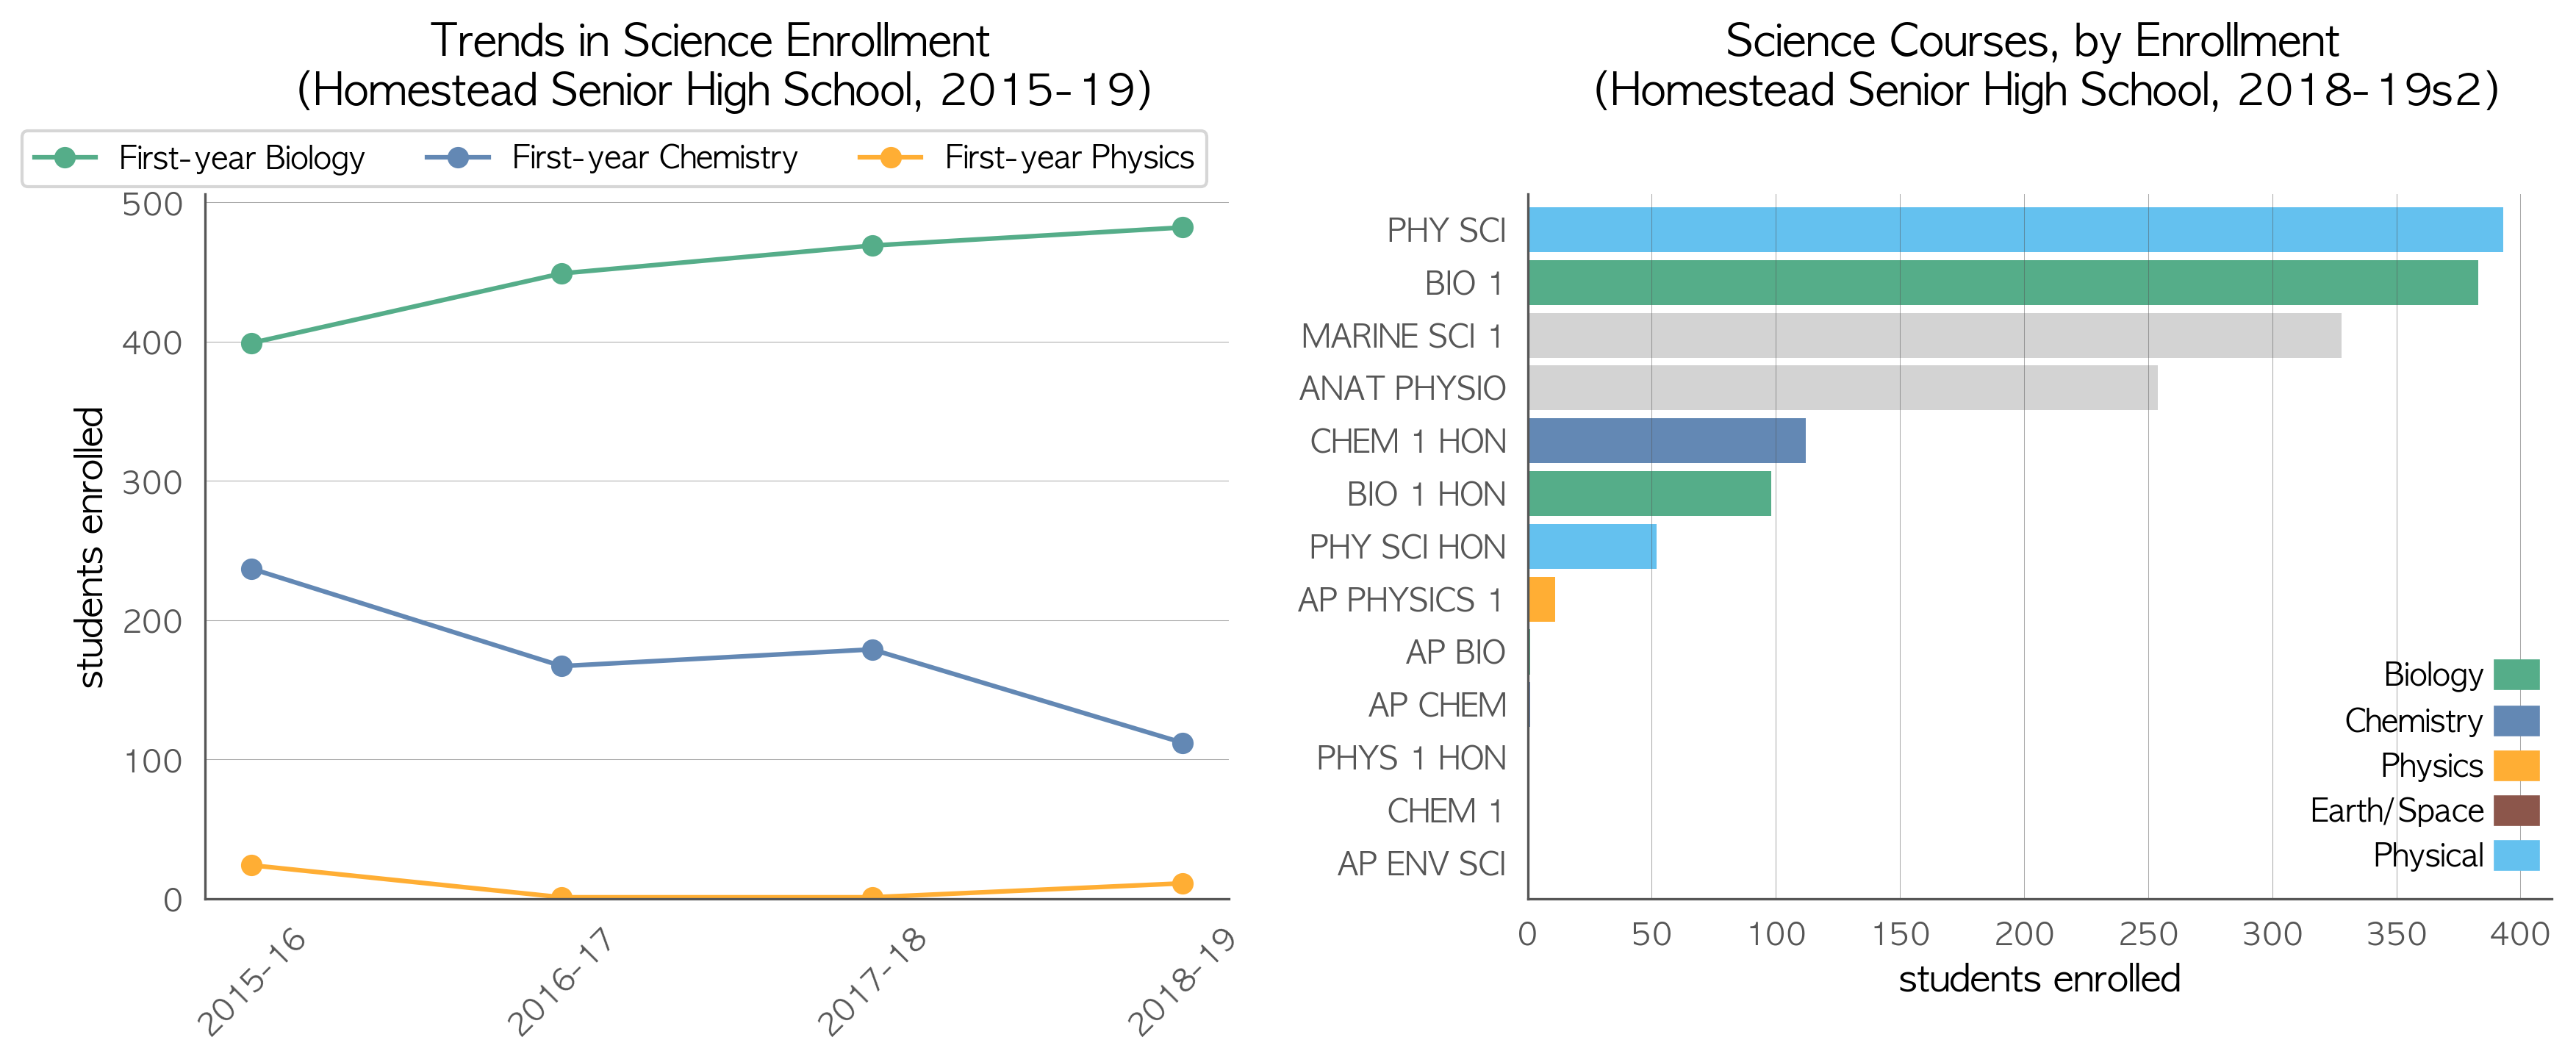 Trends in Science Enrollment
(Homestead Senior High School, 2015-19)
First-year Biology
First-year Chemistry
First-year Physics
500
400
300
200
100
0
students enrolled
2015-16
2016-17
2017-18
2018-19
Science Courses, by Enrollment
(Homestead Senior High School, 2018-19s2)
PHY SCI
BIO 1
MARINE SCI 1
ANAT PHYSIO
CHEM 1 HON
BIO 1 HON
PHY SCI HON
AP PHYSICS 1
AP BIO
AP CHEM
PHYS 1 HON
CHEM 1
AP ENV SCI
Biology
Chemistry
Physics
Earth/Space
Physical
0 50 100 150 200 250 300 350 400
students enrolled